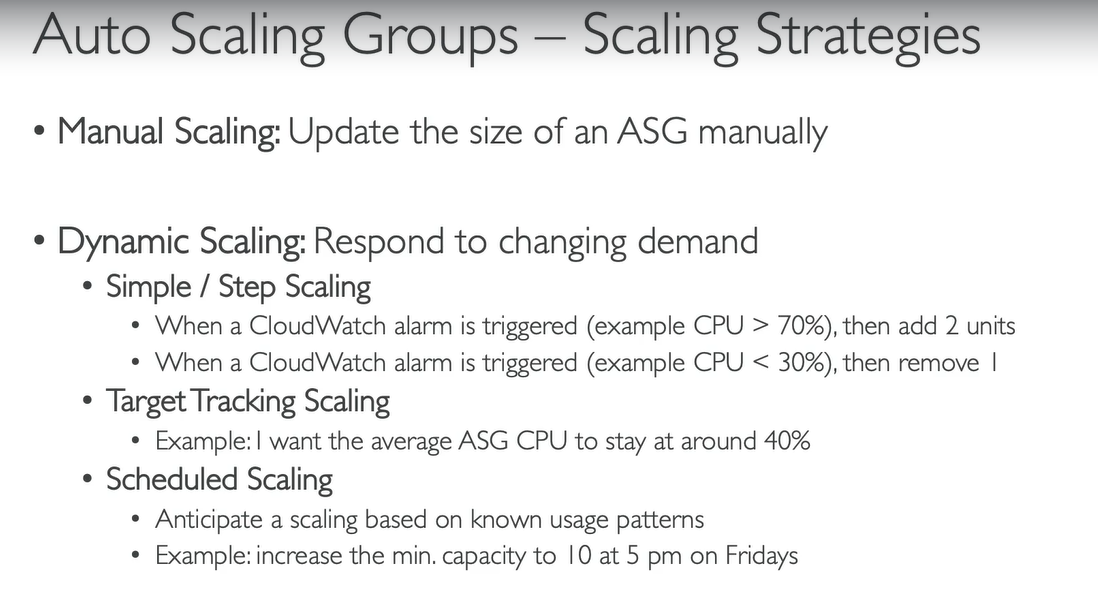 Auto Scaling Groups – Scaling Strategies
• Manual Scaling: Update the size of an ASG manually
• Dynamic Scaling: Respond to changing demand
• Simple / Step Scaling
• When a CloudWatch alarm is triggered (example CPU > 70%), then add 2 units
• When a CloudWatch alarm is triggered (example CPU < 30%), then remove 1
• Target Tracking Scaling
• Example: I want the average ASG CPU to stay at around 40%
• Scheduled Scaling
• Anticipate a scaling based on known usage patterns
• Example: increase the min. capacity to 10 at 5 pm on Fridays